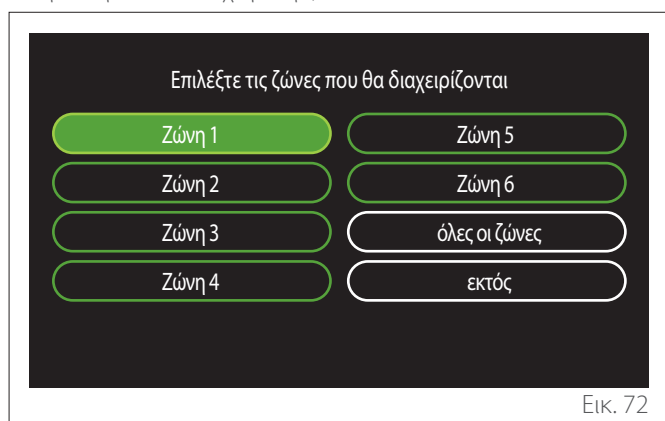 Επιλέξτε τις ζώνες που θα διαχειρίζονται
Ζώνη 1
Ζώνη 2
Ζώνη 3
Ζώνη 4
Ζώνη 5
Ζώνη 6
όλες οι ζώνες
εκτός
Εικ. 72